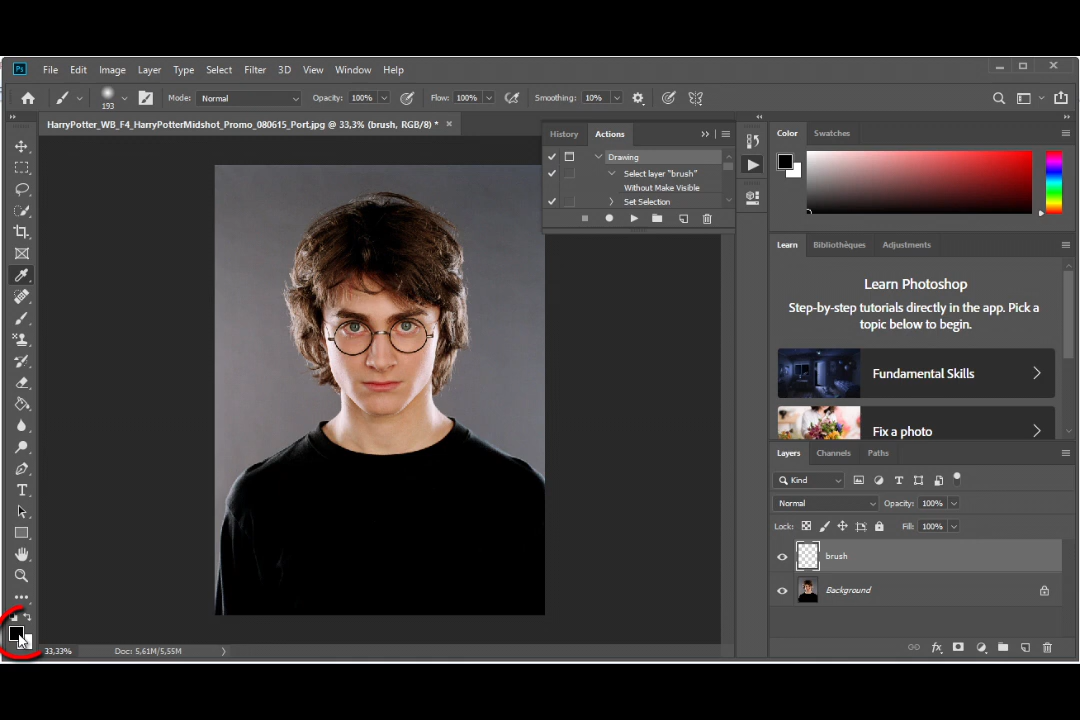 Ps File Edit Image Layer Type Select Filter 3D View Window Help
193 Mode: Normal Opacity: 100% Flow: 100% Smoothing: 10%
HarryPotter_WB_F4_HarryPotterMidshot_Promo_080615_Port.jpg @ 33,3% (brush, RGB/8) *
History Actions
Drawing
Select layer "brush"
Without Make Visible
Set Selection
Color Swatches
Learn Bibliothèques Adjustments
Learn Photoshop
Step-by-step tutorials directly in the app. Pick a
topic below to begin.
Fundamental Skills
Fix a photo
Layers Channels Paths
Kind
Normal Opacity: 100%
Lock: Fill: 100%
brush
Background
33,33% Doc: 5,61M/5,55M